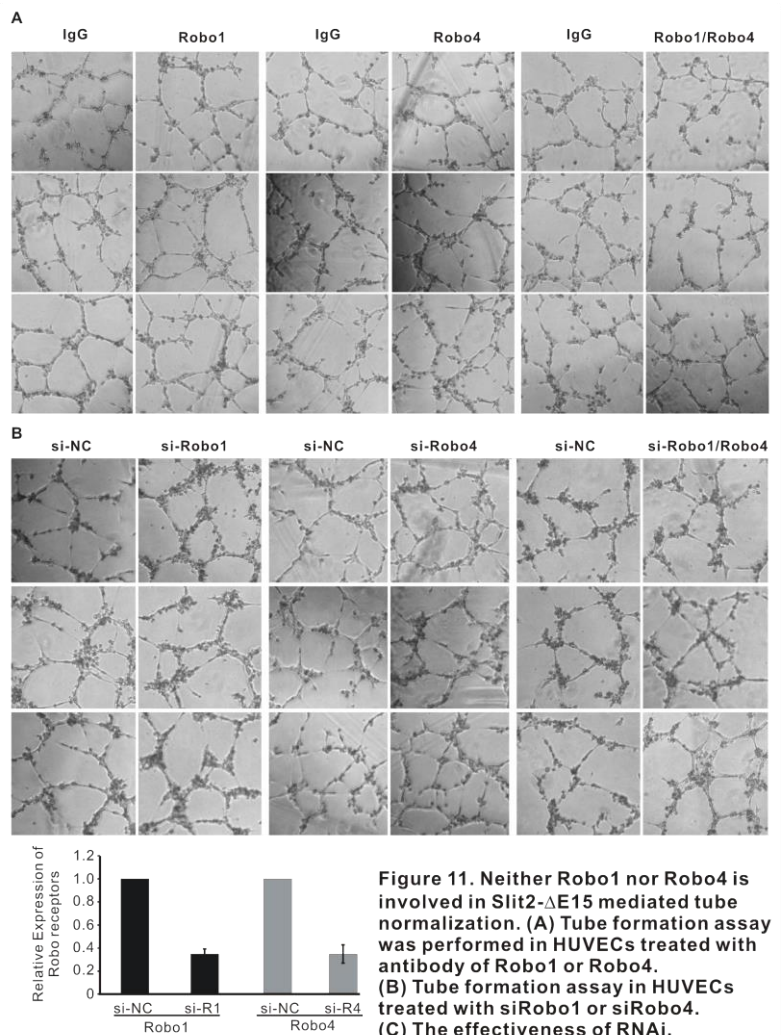 A
IgG Robo1 IgG Robo4 IgG Robo1/Robo4
B
si-NC si-Robo1 si-NC si-Robo4 si-NC si-Robo1/Robo4
Relative Expression of
Robo receptors
1.2
1.0
0.8
0.6
0.4
0.2
0
si-NC si-R1 si-NC si-R4
Robo1 Robo4
Figure 11. Neither Robo1 nor Robo4 is
involved in Slit2-ΔE15 mediated tube
normalization. (A) Tube formation assay
was performed in HUVECs treated with
antibody of Robo1 or Robo4.
(B) Tube formation assay in HUVECs
treated with siRobo1 or siRobo4.
(C) The effectiveness of RNAi.